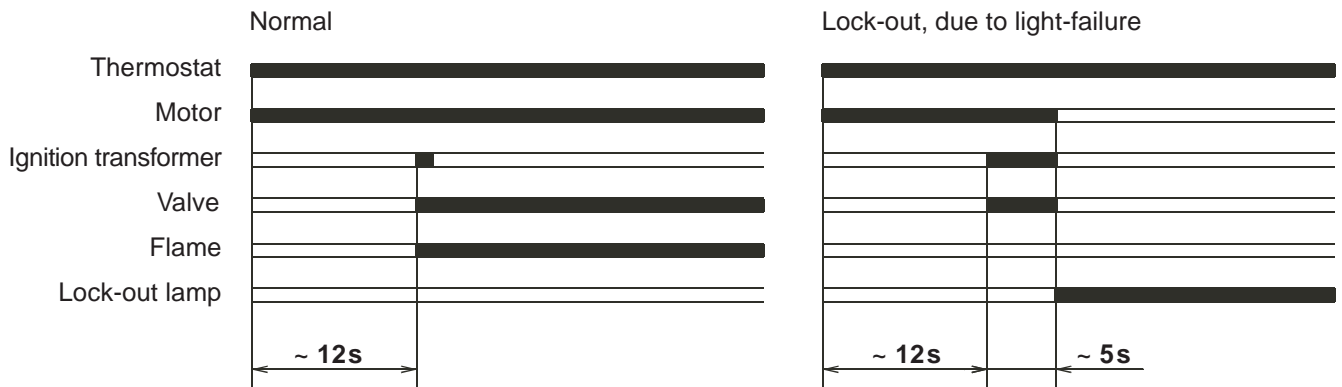 Normal
Lock-out, due to light-failure
Thermostat
Motor
Ignition transformer
Valve
Flame
Lock-out lamp
~ 12s
~ 12s
~ 5s